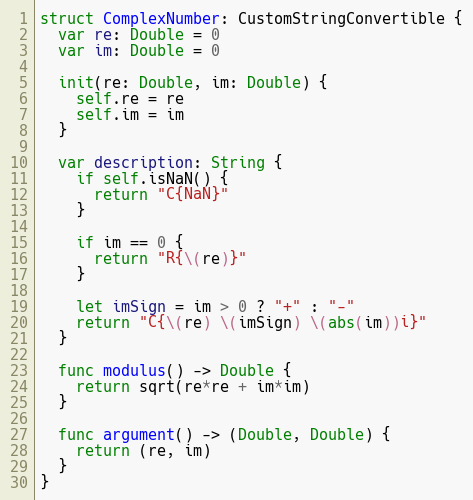 1 struct ComplexNumber: CustomStringConvertible {
2   var re: Double = 0
3   var im: Double = 0
4
5   init(re: Double, im: Double) {
6     self.re = re
7     self.im = im
8   }
9
10   var description: String {
11     if self.isNaN() {
12       return "C{NaN}"
13     }
14
15     if im == 0 {
16       return "R{\(re)}"
17     }
18
19     let imSign = im > 0 ? "+" : "-"
20     return "C{\(re) \(imSign) \(abs(im))i}"
21   }
22
23   func modulus() -> Double {
24     return sqrt(re*re + im*im)
25   }
26
27   func argument() -> (Double, Double) {
28     return (re, im)
29   }
30 }